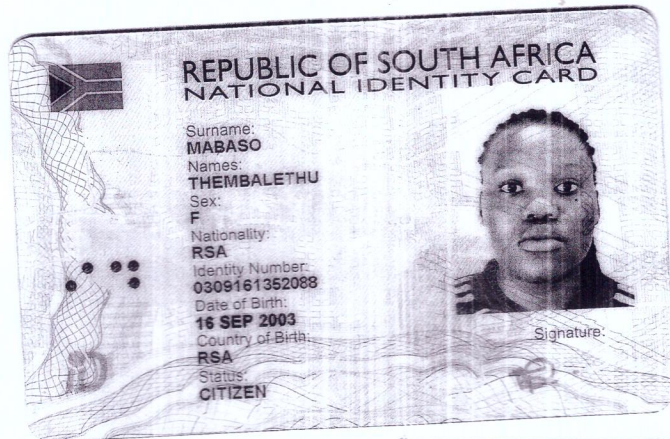 REPUBLIC OF SOUTH AFRICA
NATIONAL IDENTITY CARD
Surname:
MABASO
Names:
THEMBALETHU
Sex:
F
Nationality:
RSA
Identity Number:
0309161352088
Date of Birth:
16 SEP 2003
Country of Birth:
RSA
Status:
CITIZEN
Signature: